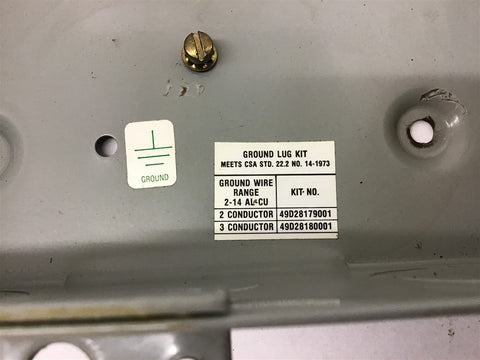 GROUND
GROUND LUG KIT
MEETS CSA STD. 22.2 NO. 14-1973
GROUND WIRE
RANGE
2-14 AL-CU
KIT- NO.
2 CONDUCTOR 49D28179001
3 CONDUCTOR 49D28180001